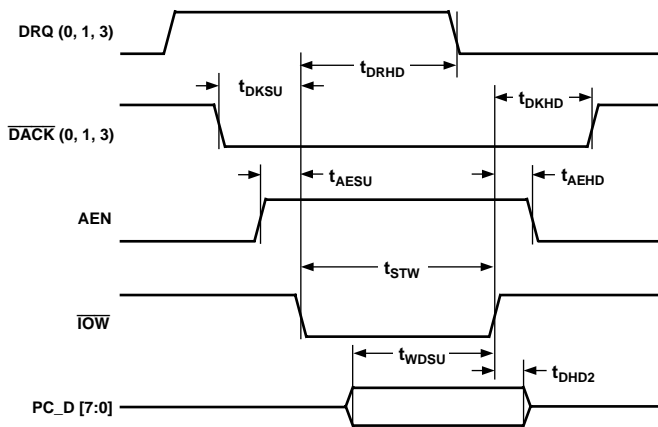 DRQ (0, 1, 3)
tDRHD
tDKSU
tDKHD
DACK (0, 1, 3)
tAESU
tAEHD
AEN
tSTW
IOW
tWDSU
tDHD2
PC_D [7:0]